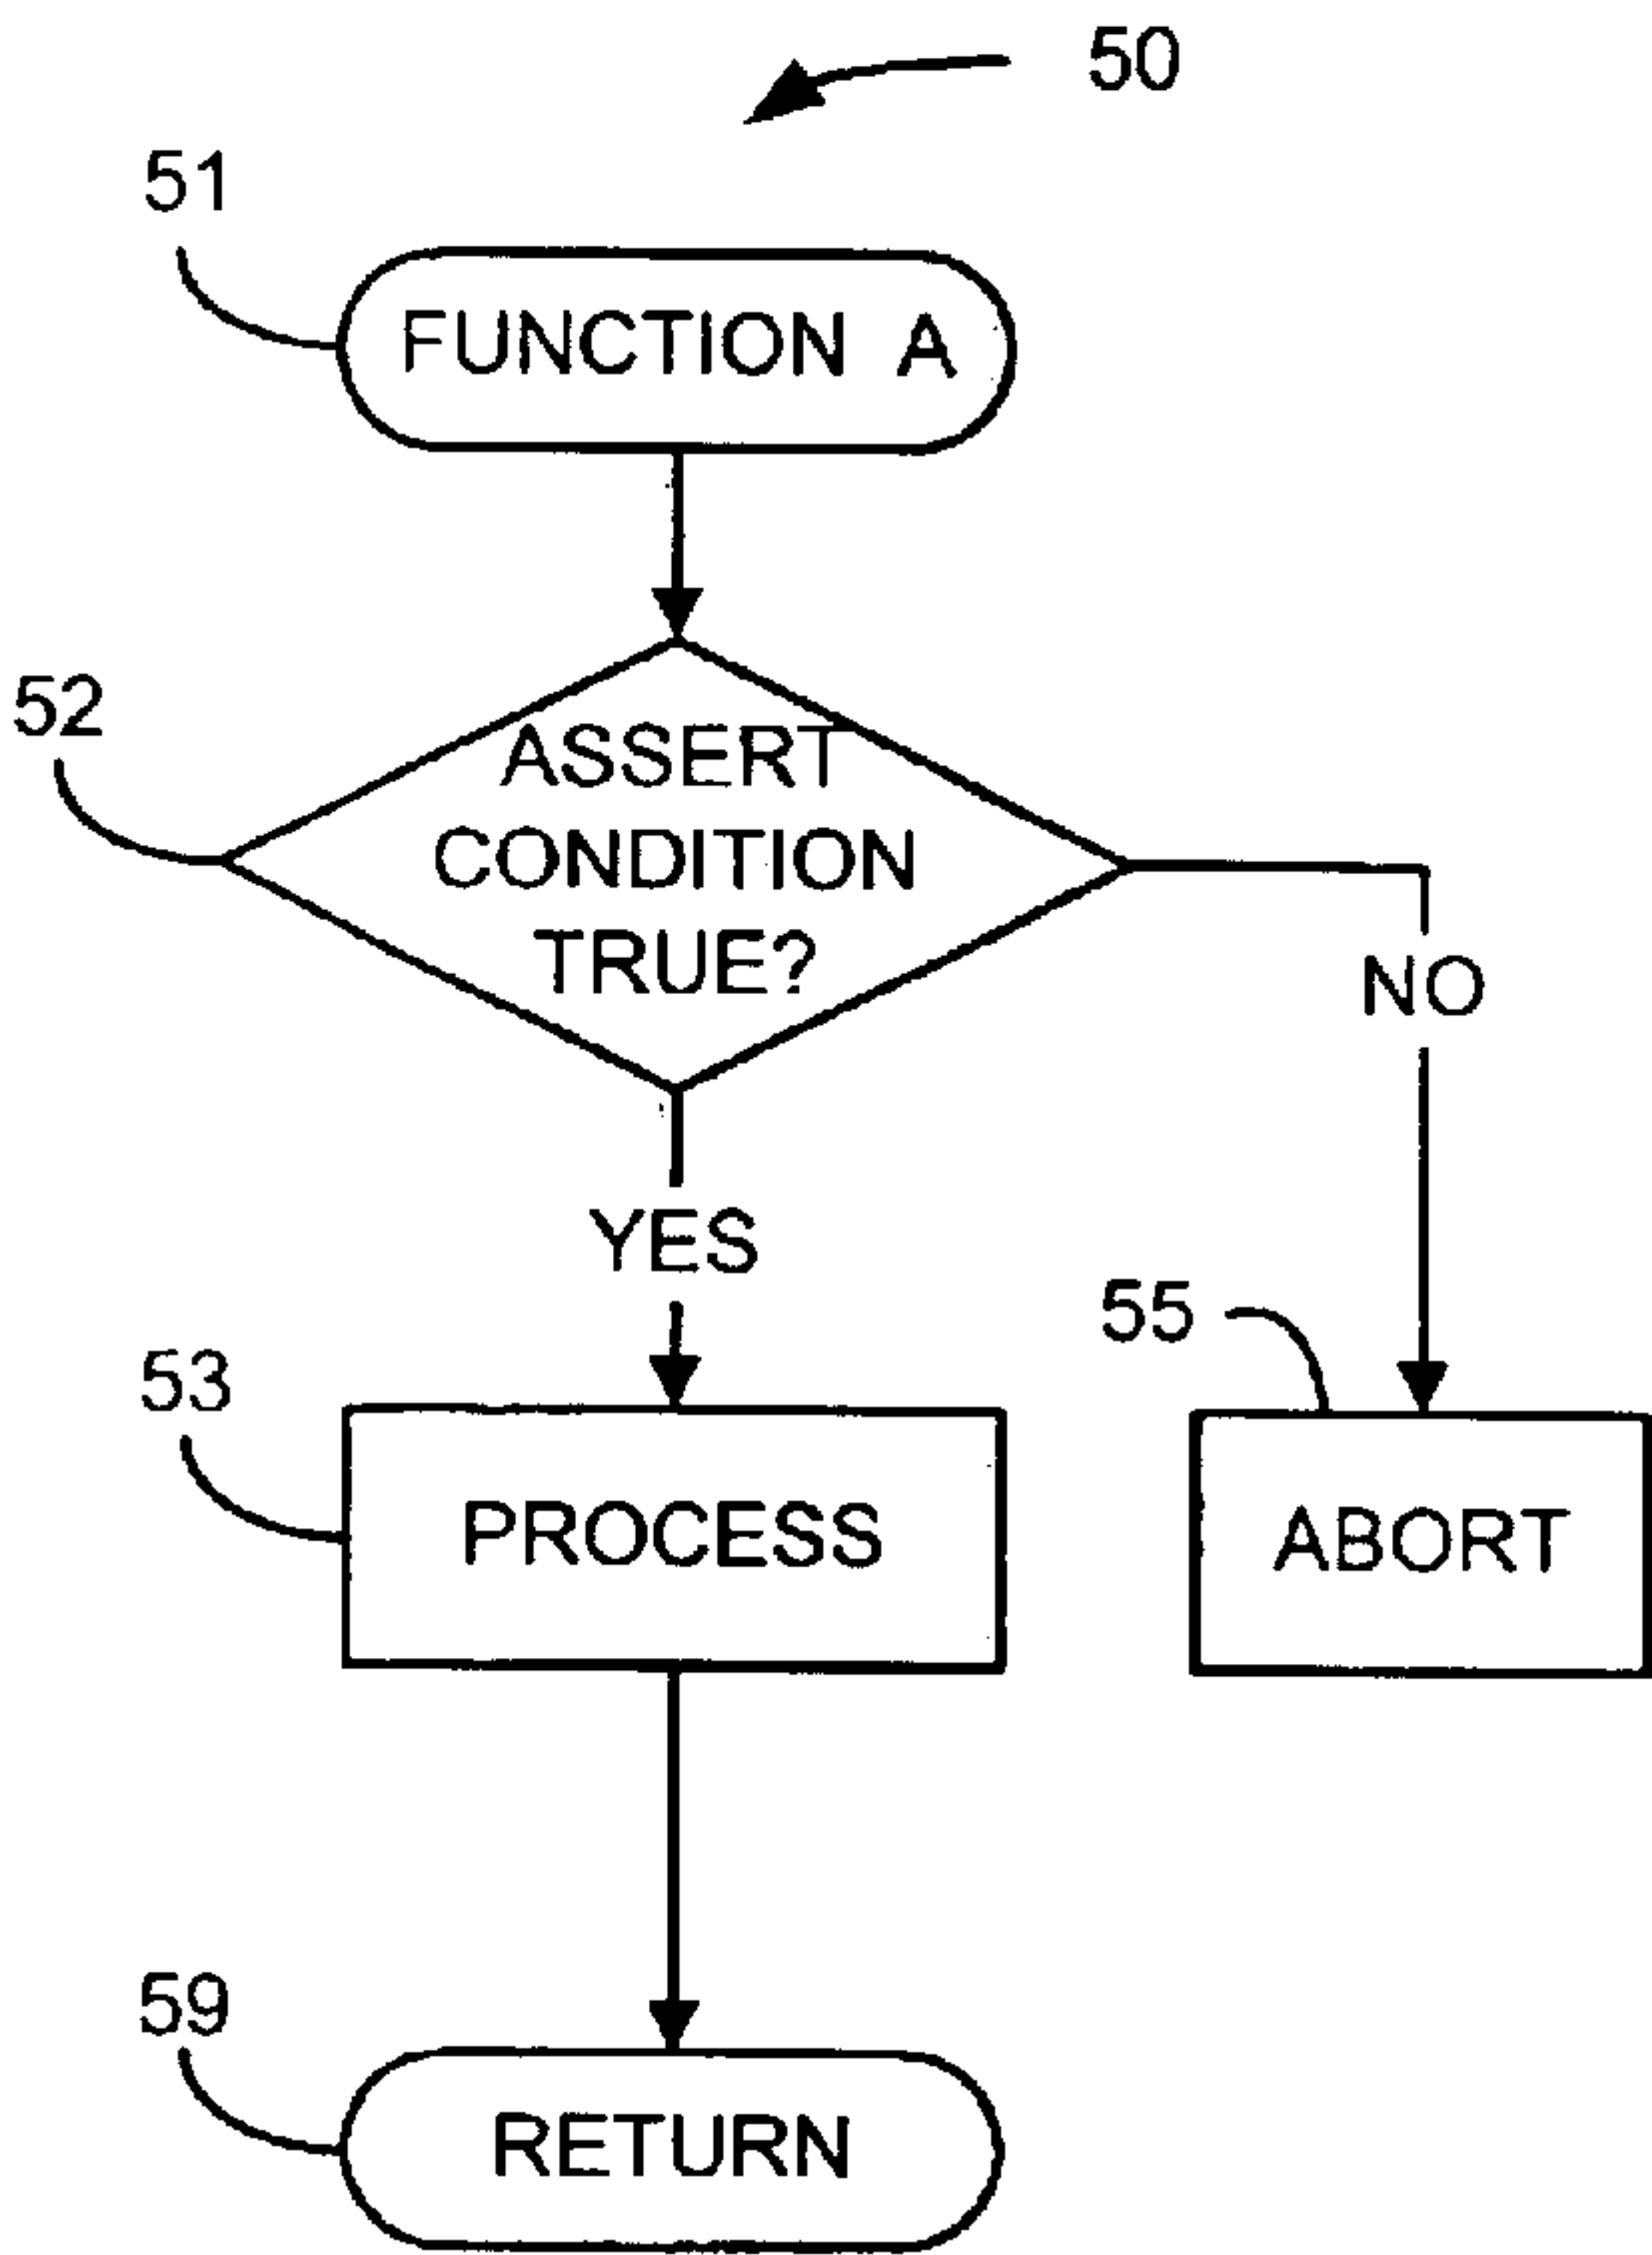 50
51
FUNCTION A
52
ASSERT
CONDITION
TRUE?
NO
YES
55
53
PROCESS
ABORT
59
RETURN